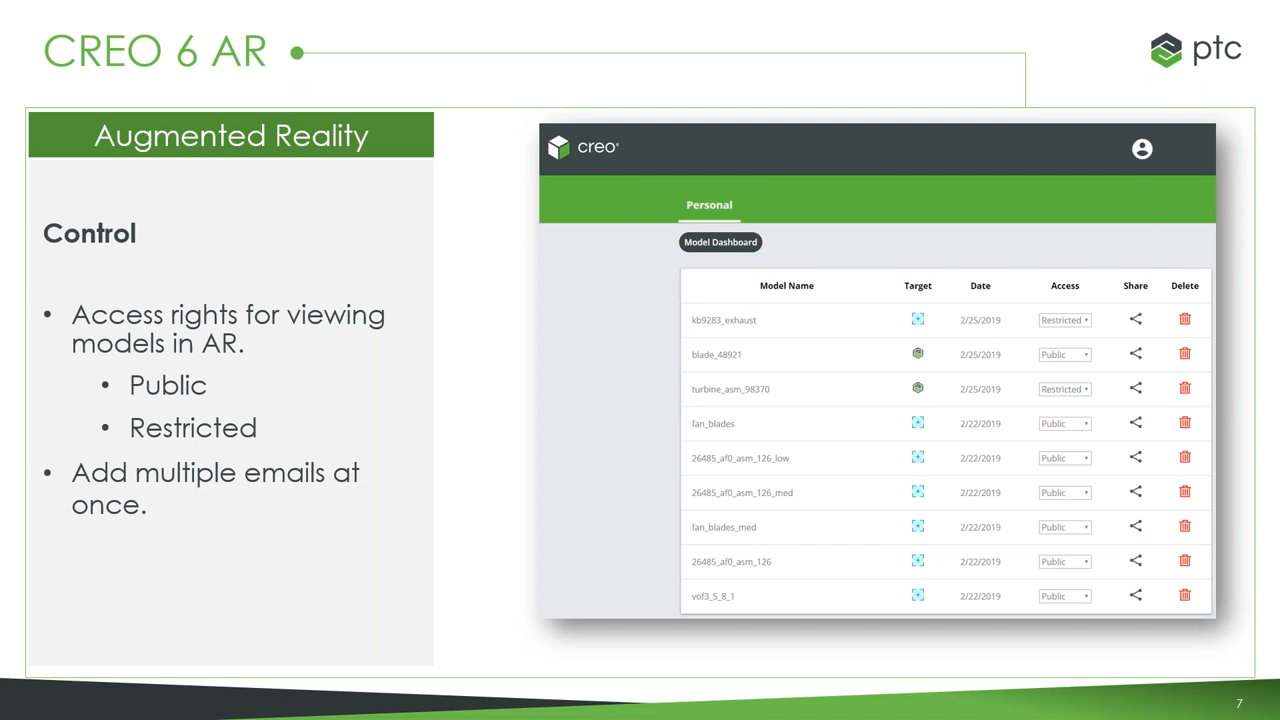 CREO 6 AR
ptc
Augmented Reality
Control
• Access rights for viewing
models in AR.
• Public
• Restricted
• Add multiple emails at
once.
creo®
Personal
Model Dashboard
Model Name Target Date Access Share Delete
kb9283_exhaust 2/25/2019 Restricted
blade_48921 2/25/2019 Public
turbine_asm_98370 2/25/2019 Restricted
fan_blades 2/22/2019 Public
26485_af0_asm_126_low 2/22/2019 Public
26485_af0_asm_126_med 2/22/2019 Public
fan_blades_med 2/22/2019 Public
26485_af0_asm_126 2/22/2019 Public
vof3_5_8_1 2/22/2019 Public
7